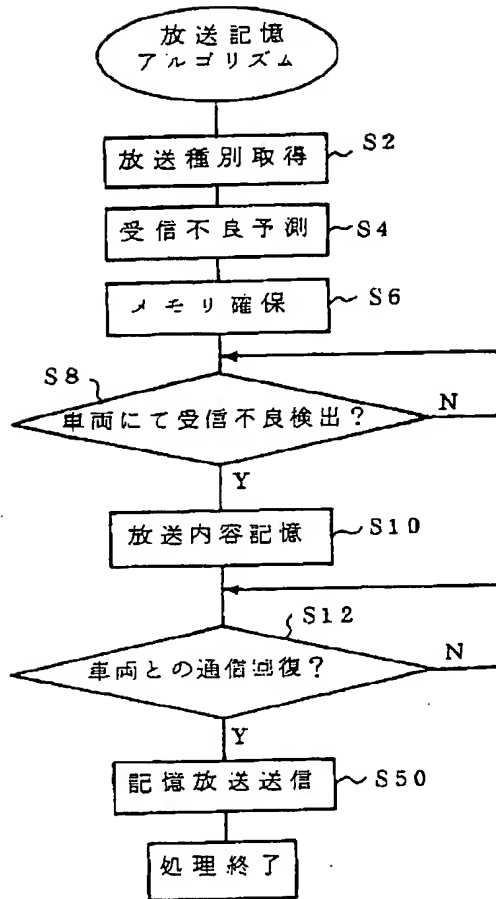 放送記憶
アルゴリズム
放送種別取得
S2
受信不良予測
S4
メモリ確保
S6
S8
車両にて受信不良検出?
N
Y
放送内容記憶
S10
S12
車両との通信回復?
N
Y
記憶放送送信
S50
処理終了